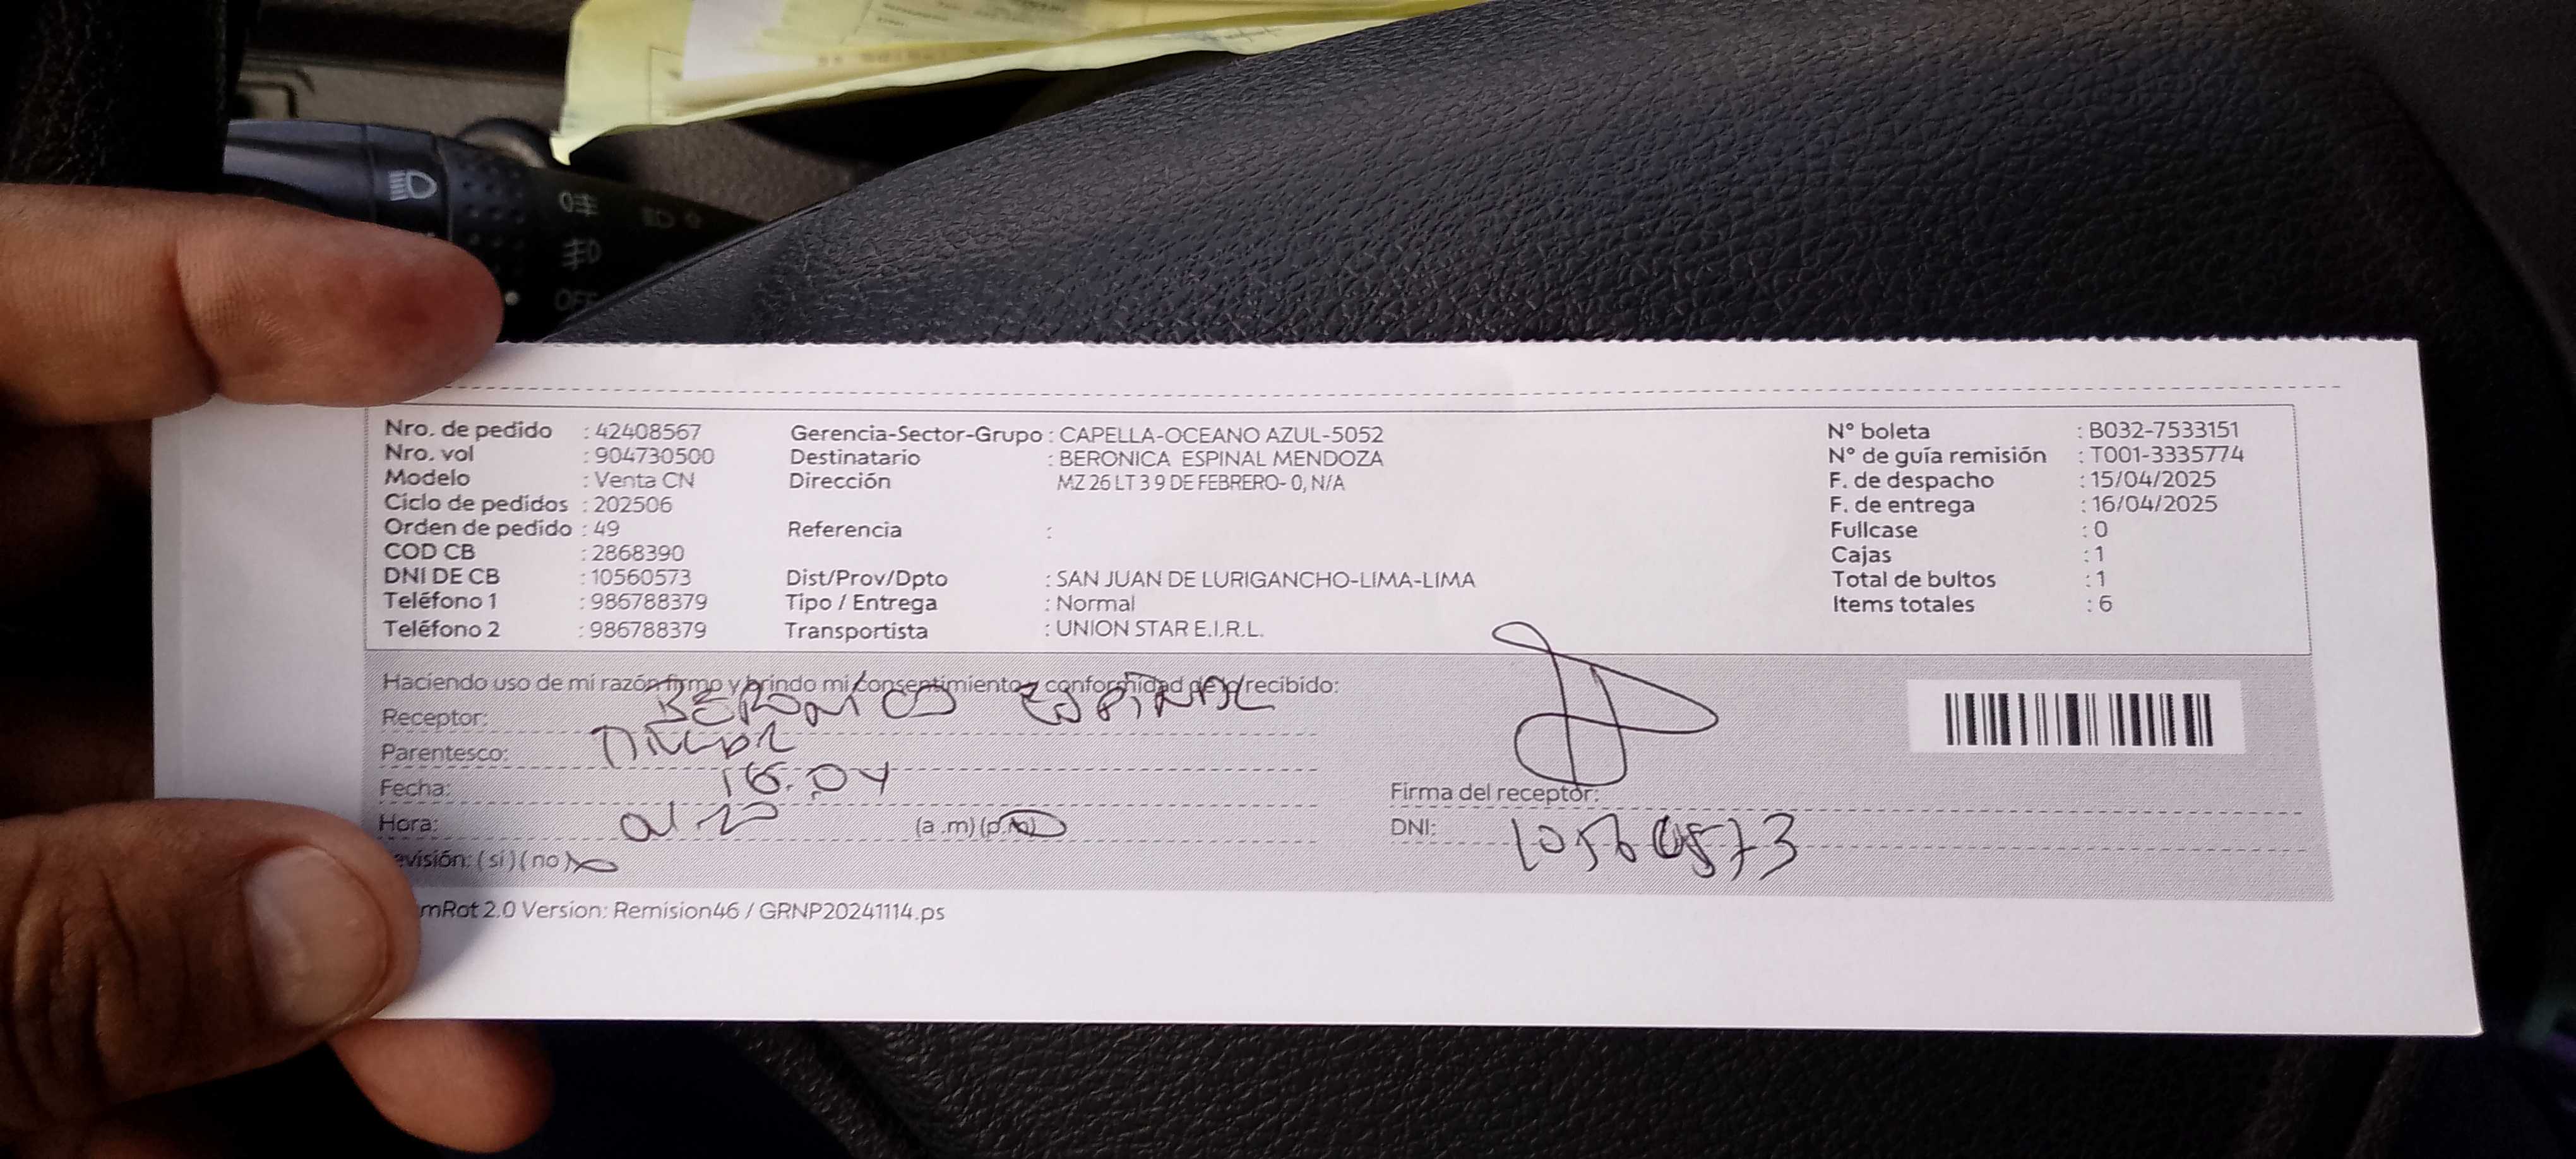 Nro. de pedido : 42408567
Nro. vol : 904730500
Modelo : Venta CN
Ciclo de pedidos : 202506
Orden de pedido : 49
COD CB : 2868390
DNI DE CB : 10560573
Teléfono 1 : 986788379
Teléfono 2 : 986788379
Gerencia-Sector-Grupo : CAPELLA-OCEANO AZUL-5052
Destinatario : BERONICA ESPINAL MENDOZA
Dirección MZ 26 LT 3 9 DE FEBRERO- 0, N/A
Referencia :
Dist/Prov/Dpto : SAN JUAN DE LURIGANCHO-LIMA-LIMA
Tipo / Entrega : Normal
Transportista : UNION STAR E.I.R.L.
N° boleta : B032-7533151
N° de guía remisión : T001-3335774
F. de despacho : 15/04/2025
F. de entrega : 16/04/2025
Fullcase : 0
Cajas : 1
Total de bultos : 1
Items totales : 6
Haciendo uso de mi razón firmo y brindo mi consentimiento y conformidad de lo recibido:
Receptor: BERONICA ESPINAL
Parentesco:
Fecha: 16.04
Hora: (a .m) (p.m)
evisión: (si) (no)
Firma del receptor:
DNI: 10560573
mRot 2.0 Version: Remision46 / GRNP20241114.ps
OFF